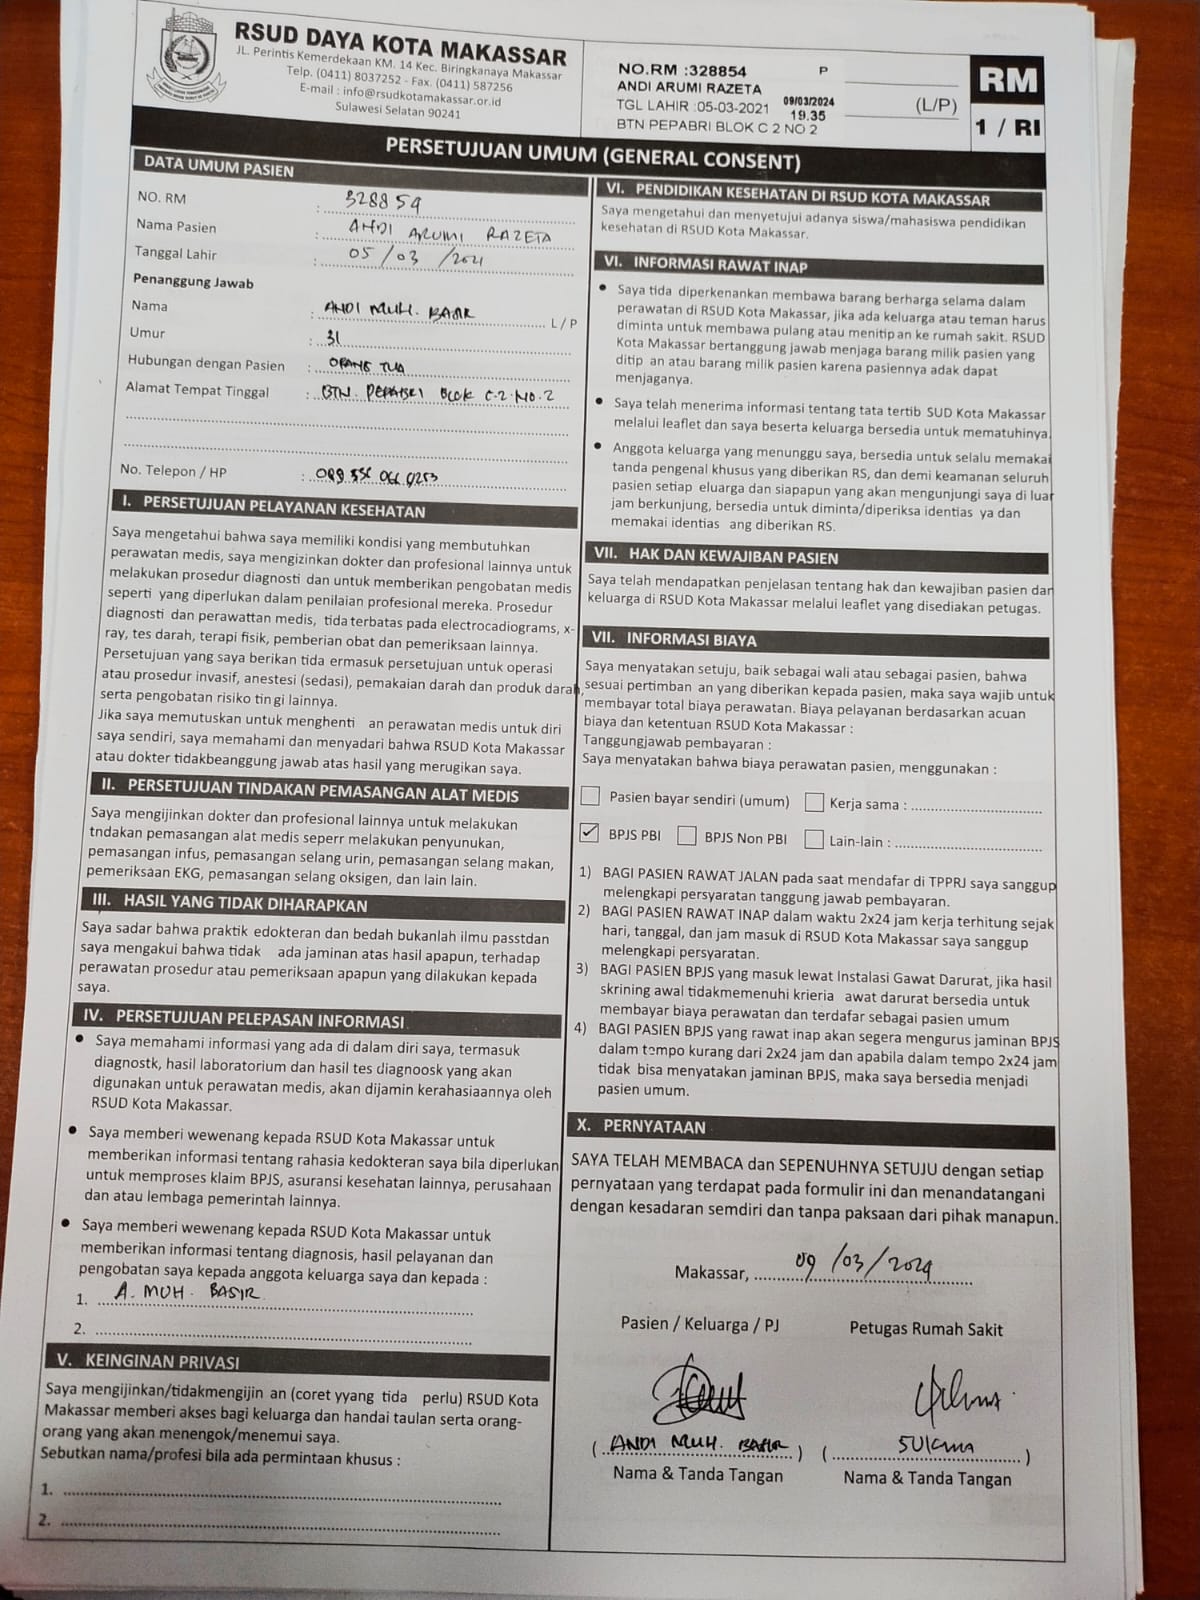 RSUD DAYA KOTA MAKASSAR
JL. Perintis Kemerdekaan KM. 14 Kec. Biringkanaya Makassar
Telp. (0411) 8037252 - Fax. (0411) 587256
E-mail : info@rsudkotamakassar.or.id
Sulawesi Selatan 90241
NO.RM :328854 P
ANDI ARUMI RAZETA
TGL LAHIR :05-03-2021 09/03/2024 19.35
BTN PEPABRI BLOK C 2 NO 2
(L/P)
RM
1 / RI
PERSETUJUAN UMUM (GENERAL CONSENT)
DATA UMUM PASIEN
NO. RM : 328854
Nama Pasien : ANDI ARUMI RAZETA
Tanggal Lahir : 05 / 03 / 2021
Penanggung Jawab
Nama : ANDI MUH. BASIR L / P
Umur : 31
Hubungan dengan Pasien : ORANG TUA
Alamat Tempat Tinggal : BTN. PEPABRI BLOK C.2 NO.2
No. Telepon / HP :
I. PERSETUJUAN PELAYANAN KESEHATAN
Saya mengetahui bahwa saya memiliki kondisi yang membutuhkan
perawatan medis, saya mengizinkan dokter dan profesional lainnya untuk
melakukan prosedur diagnosti dan untuk memberikan pengobatan medis
seperti yang diperlukan dalam penilaian profesional mereka. Prosedur
diagnosti dan perawattan medis, tida terbatas pada electrocadiograms, x-
ray, tes darah, terapi fisik, pemberian obat dan pemeriksaan lainnya.
Persetujuan yang saya berikan tida ermasuk persetujuan untuk operasi
atau prosedur invasif, anestesi (sedasi), pemakaian darah dan produk darah,
serta pengobatan risiko tin gi lainnya.
Jika saya memutuskan untuk menghenti an perawatan medis untuk diri
saya sendiri, saya memahami dan menyadari bahwa RSUD Kota Makassar
atau dokter tidakbeanggung jawab atas hasil yang merugikan saya.
II. PERSETUJUAN TINDAKAN PEMASANGAN ALAT MEDIS
Saya mengijinkan dokter dan profesional lainnya untuk melakukan
tndakan pemasangan alat medis seperr melakukan penyunukan,
pemasangan infus, pemasangan selang urin, pemasangan selang makan,
pemeriksaan EKG, pemasangan selang oksigen, dan lain lain.
III. HASIL YANG TIDAK DIHARAPKAN
Saya sadar bahwa praktik edokteran dan bedah bukanlah ilmu passtdan
saya mengakui bahwa tidak ada jaminan atas hasil apapun, terhadap
perawatan prosedur atau pemeriksaan apapun yang dilakukan kepada
saya.
IV. PERSETUJUAN PELEPASAN INFORMASI
• Saya memahami informasi yang ada di dalam diri saya, termasuk
diagnostk, hasil laboratorium dan hasil tes diagnoosk yang akan
digunakan untuk perawatan medis, akan dijamin kerahasiaannya oleh
RSUD Kota Makassar.
• Saya memberi wewenang kepada RSUD Kota Makassar untuk
memberikan informasi tentang rahasia kedokteran saya bila diperlukan
untuk memproses klaim BPJS, asuransi kesehatan lainnya, perusahaan
dan atau lembaga pemerintah lainnya.
• Saya memberi wewenang kepada RSUD Kota Makassar untuk
memberikan informasi tentang diagnosis, hasil pelayanan dan
pengobatan saya kepada anggota keluarga saya dan kepada :
1. A. MUH. BASIR
2.
V. KEINGINAN PRIVASI
Saya mengijinkan/tidakmengijin an (coret yyang tida perlu) RSUD Kota
Makassar memberi akses bagi keluarga dan handai taulan serta orang-
orang yang akan menengok/menemui saya.
Sebutkan nama/profesi bila ada permintaan khusus :
1.
2.
VI. PENDIDIKAN KESEHATAN DI RSUD KOTA MAKASSAR
Saya mengetahui dan menyetujui adanya siswa/mahasiswa pendidikan
kesehatan di RSUD Kota Makassar.
VI. INFORMASI RAWAT INAP
• Saya tida diperkenankan membawa barang berharga selama dalam
perawatan di RSUD Kota Makassar, jika ada keluarga atau teman harus
diminta untuk membawa pulang atau menitip an ke rumah sakit. RSUD
Kota Makassar bertanggung jawab menjaga barang milik pasien yang
ditip an atau barang milik pasien karena pasiennya adak dapat
menjaganya.
• Saya telah menerima informasi tentang tata tertib SUD Kota Makassar
melalui leaflet dan saya beserta keluarga bersedia untuk mematuhinya.
• Anggota keluarga yang menunggu saya, bersedia untuk selalu memakai
tanda pengenal khusus yang diberikan RS, dan demi keamanan seluruh
pasien setiap eluarga dan siapapun yang akan mengunjungi saya di luar
jam berkunjung, bersedia untuk diminta/diperiksa identias ya dan
memakai identias ang diberikan RS.
VII. HAK DAN KEWAJIBAN PASIEN
Saya telah mendapatkan penjelasan tentang hak dan kewajiban pasien dan
keluarga di RSUD Kota Makassar melalui leaflet yang disediakan petugas.
VII. INFORMASI BIAYA
Saya menyatakan setuju, baik sebagai wali atau sebagai pasien, bahwa
sesuai pertimban an yang diberikan kepada pasien, maka saya wajib untuk
membayar total biaya perawatan. Biaya pelayanan berdasarkan acuan
biaya dan ketentuan RSUD Kota Makassar :
Tanggungjawab pembayaran :
Saya menyatakan bahwa biaya perawatan pasien, menggunakan :
Pasien bayar sendiri (umum) Kerja sama :
✓ BPJS PBI BPJS Non PBI Lain-lain :
1) BAGI PASIEN RAWAT JALAN pada saat mendafar di TPPRJ saya sanggup
melengkapi persyaratan tanggung jawab pembayaran.
2) BAGI PASIEN RAWAT INAP dalam waktu 2x24 jam kerja terhitung sejak
hari, tanggal, dan jam masuk di RSUD Kota Makassar saya sanggup
melengkapi persyaratan.
3) BAGI PASIEN BPJS yang masuk lewat Instalasi Gawat Darurat, jika hasil
skrining awal tidakmemenuhi krieria awat darurat bersedia untuk
membayar biaya perawatan dan terdafar sebagai pasien umum
4) BAGI PASIEN BPJS yang rawat inap akan segera mengurus jaminan BPJS
dalam tempo kurang dari 2x24 jam dan apabila dalam tempo 2x24 jam
tidak bisa menyatakan jaminan BPJS, maka saya bersedia menjadi
pasien umum.
X. PERNYATAAN
SAYA TELAH MEMBACA dan SEPENUHNYA SETUJU dengan setiap
pernyataan yang terdapat pada formulir ini dan menandatangani
dengan kesadaran semdiri dan tanpa paksaan dari pihak manapun.
Makassar, 09 / 03 / 2024
Pasien / Keluarga / PJ Petugas Rumah Sakit
( ANDI MUH. BASIR ) ( SUKMA )
Nama & Tanda Tangan Nama & Tanda Tangan